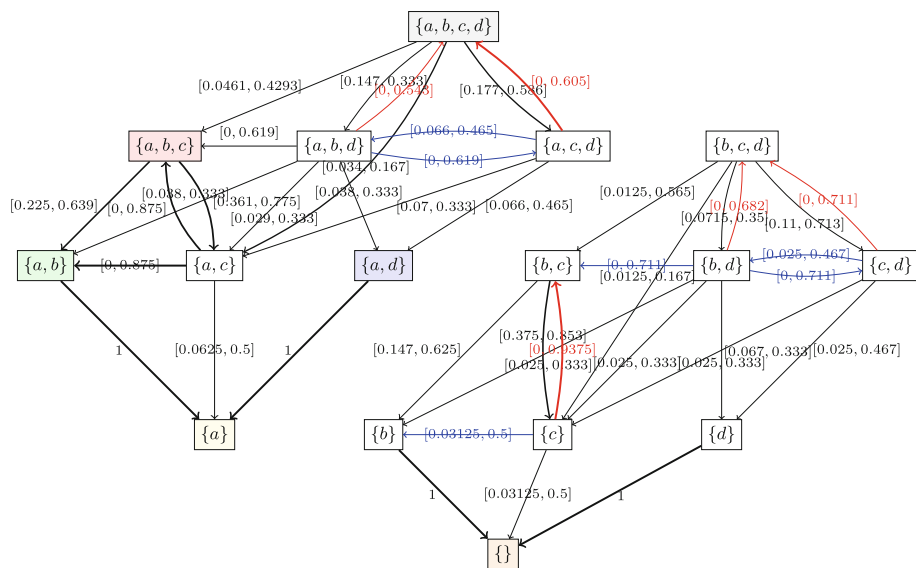 {a, b, c, d}
[0.0461, 0.4293]
[0.147, 0.333]
[0, 0.543]
[0.177, 0.586]
[0, 0.605]
{a, b, c}
[0, 0.619]
{a, b, d}
[0.066, 0.465]
[0, 0.619]
{a, c, d}
{b, c, d}
[0.034, 0.167]
[0.225, 0.639]
[0, 0.875]
[0.038, 0.333]
[0.361, 0.775]
[0.029, 0.333]
[0.038, 0.333]
[0.07, 0.333]
[0.066, 0.465]
[0.0125, 0.565]
[0.0715, 0.35]
[0, 0.682]
[0.11, 0.713]
[0, 0.711]
{a, b}
[0, 0.875]
{a, c}
{a, d}
{b, c}
[0, 0.711]
[0.0125, 0.167]
{b, d}
[0.025, 0.467]
[0, 0.711]
{c, d}
1
[0.0625, 0.5]
1
[0.147, 0.625]
[0.375, 0.853]
[0, 0.9375]
[0.025, 0.333]
[0.025, 0.333]
[0.025, 0.333]
[0.067, 0.333]
[0.025, 0.467]
{a}
{b}
[0.03125, 0.5]
{c}
{d}
1
[0.03125, 0.5]
1
{}